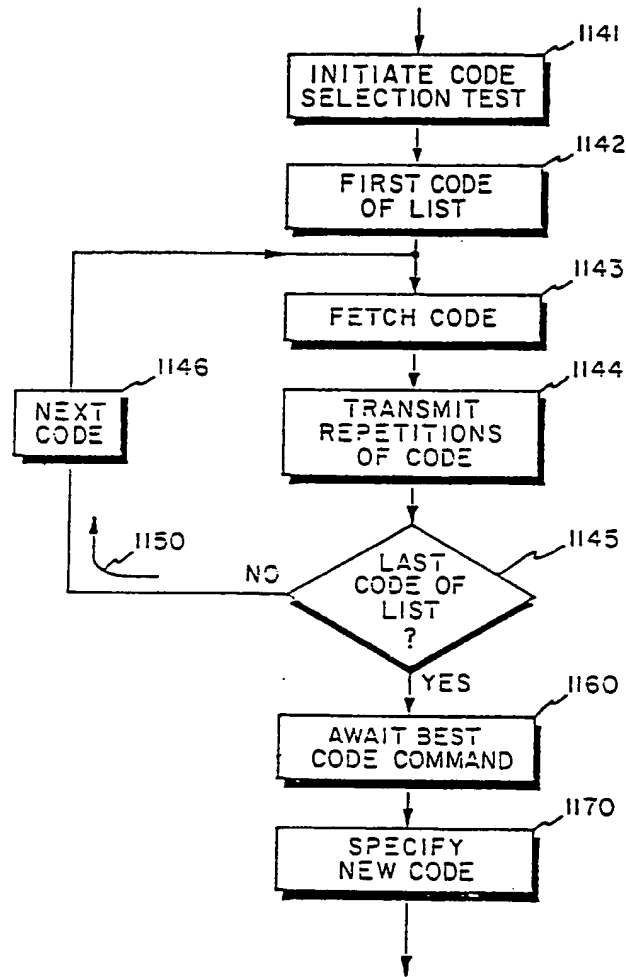 1141
INITIATE CODE
SELECTION TEST
1142
FIRST CODE
OF LIST
1143
FETCH CODE
1146
NEXT
CODE
1144
TRANSMIT
REPETITIONS
OF CODE
1150
NO
1145
LAST
CODE OF
LIST
?
YES
1160
AWAIT BEST
CODE COMMAND
1170
SPECIFY
NEW CODE